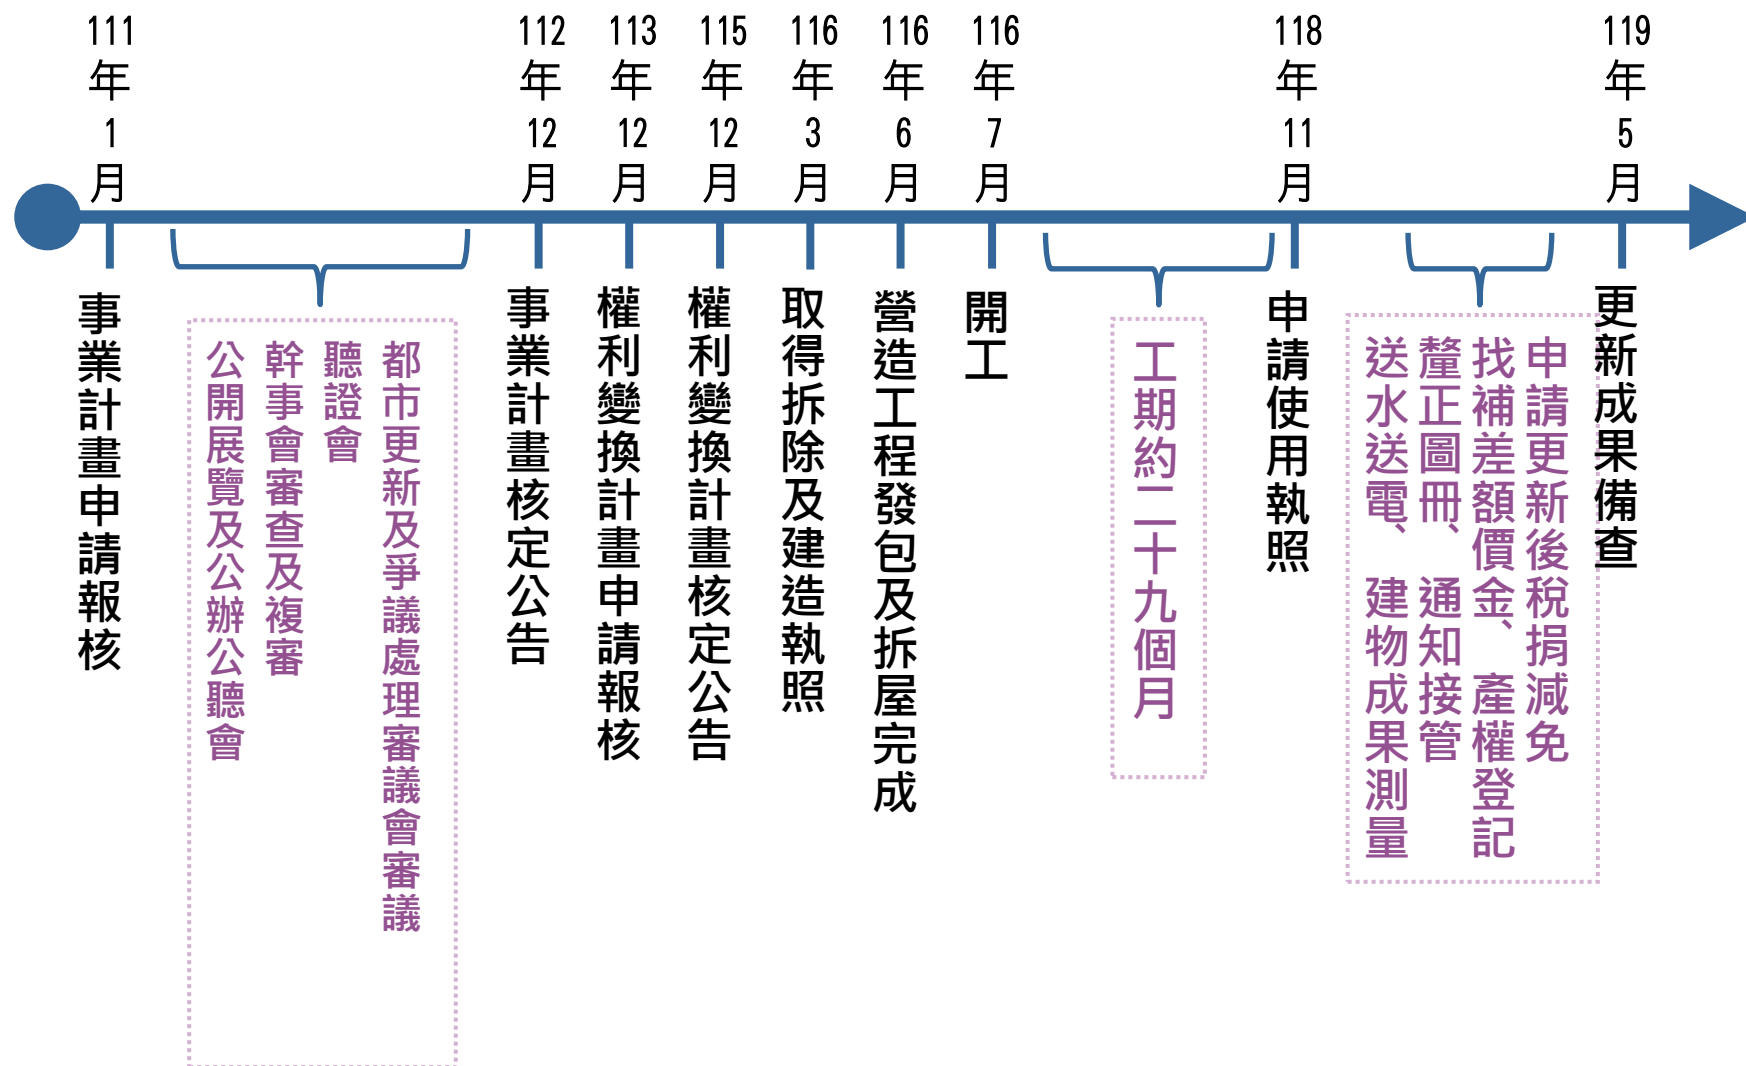 111年1月
事業計畫申請報核
公開展覽及公辦公聽會
幹事會審查及複審
聽證會
都市更新及爭議處理審議會審議
112年12月
事業計畫核定公告
113年12月
權利變換計畫申請報核
115年12月
權利變換計畫核定公告
116年3月
取得拆除及建造執照
116年6月
營造工程發包及拆屋完成
116年7月
開工
工期約二十九個月
118年11月
申請使用執照
送水送電、建物成果測量
釐正圖冊、通知接管
找補差額價金、產權登記
申請更新後稅捐減免
119年5月
更新成果備查